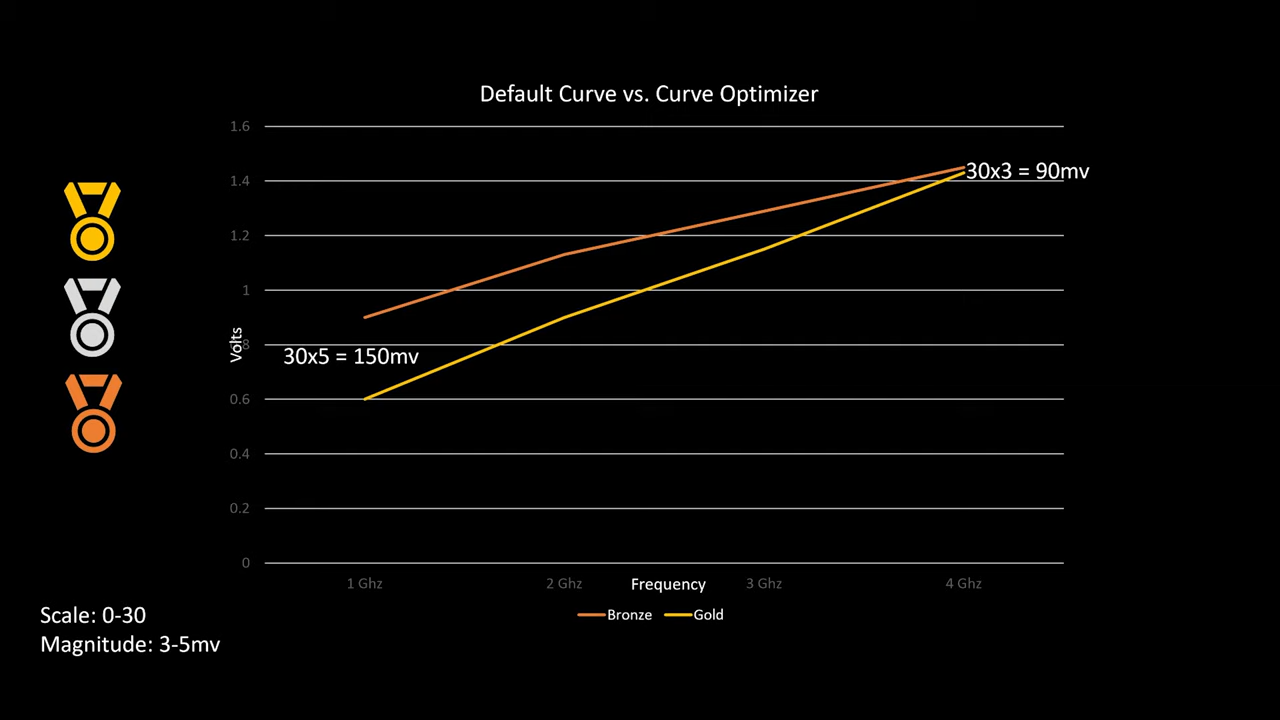 Default Curve vs. Curve Optimizer
1.6
1.4
1.2
1
0.6
0.4
0.2
0
Volts
30x3 = 90mv
30x5 = 150mv
1 Ghz
2 Ghz
3 Ghz
4 Ghz
Frequency
Bronze
Gold
Scale: 0-30
Magnitude: 3-5mv